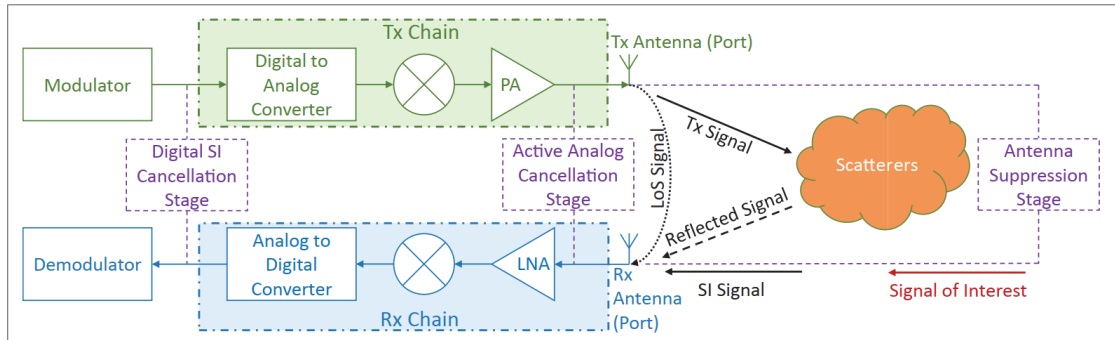 Tx Chain
Tx Antenna (Port)
Modulator
Digital to
Analog
Converter
PA
Digital SI
Cancellation
Stage
Active Analog
Cancellation
Stage
LoS Signal
Tx Signal
Scatterers
Antenna
Suppression
Stage
Reflected Signal
Demodulator
Analog to
Digital
Converter
LNA
Rx
Antenna
(Port)
SI Signal
Signal of Interest
Rx Chain